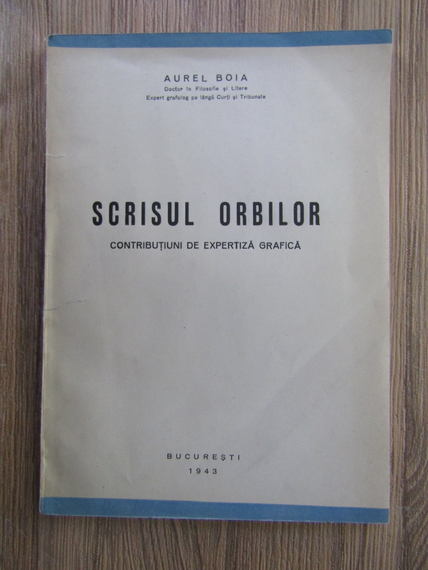 AUREL BOIA
Doctor în Filosofie și Litere
Expert grafolog pe lângă Curți și Tribunale
SCRISUL ORBILOR
CONTRIBUȚIUNI DE EXPERTIZĂ GRAFICĂ
BUCUREȘTI
1943